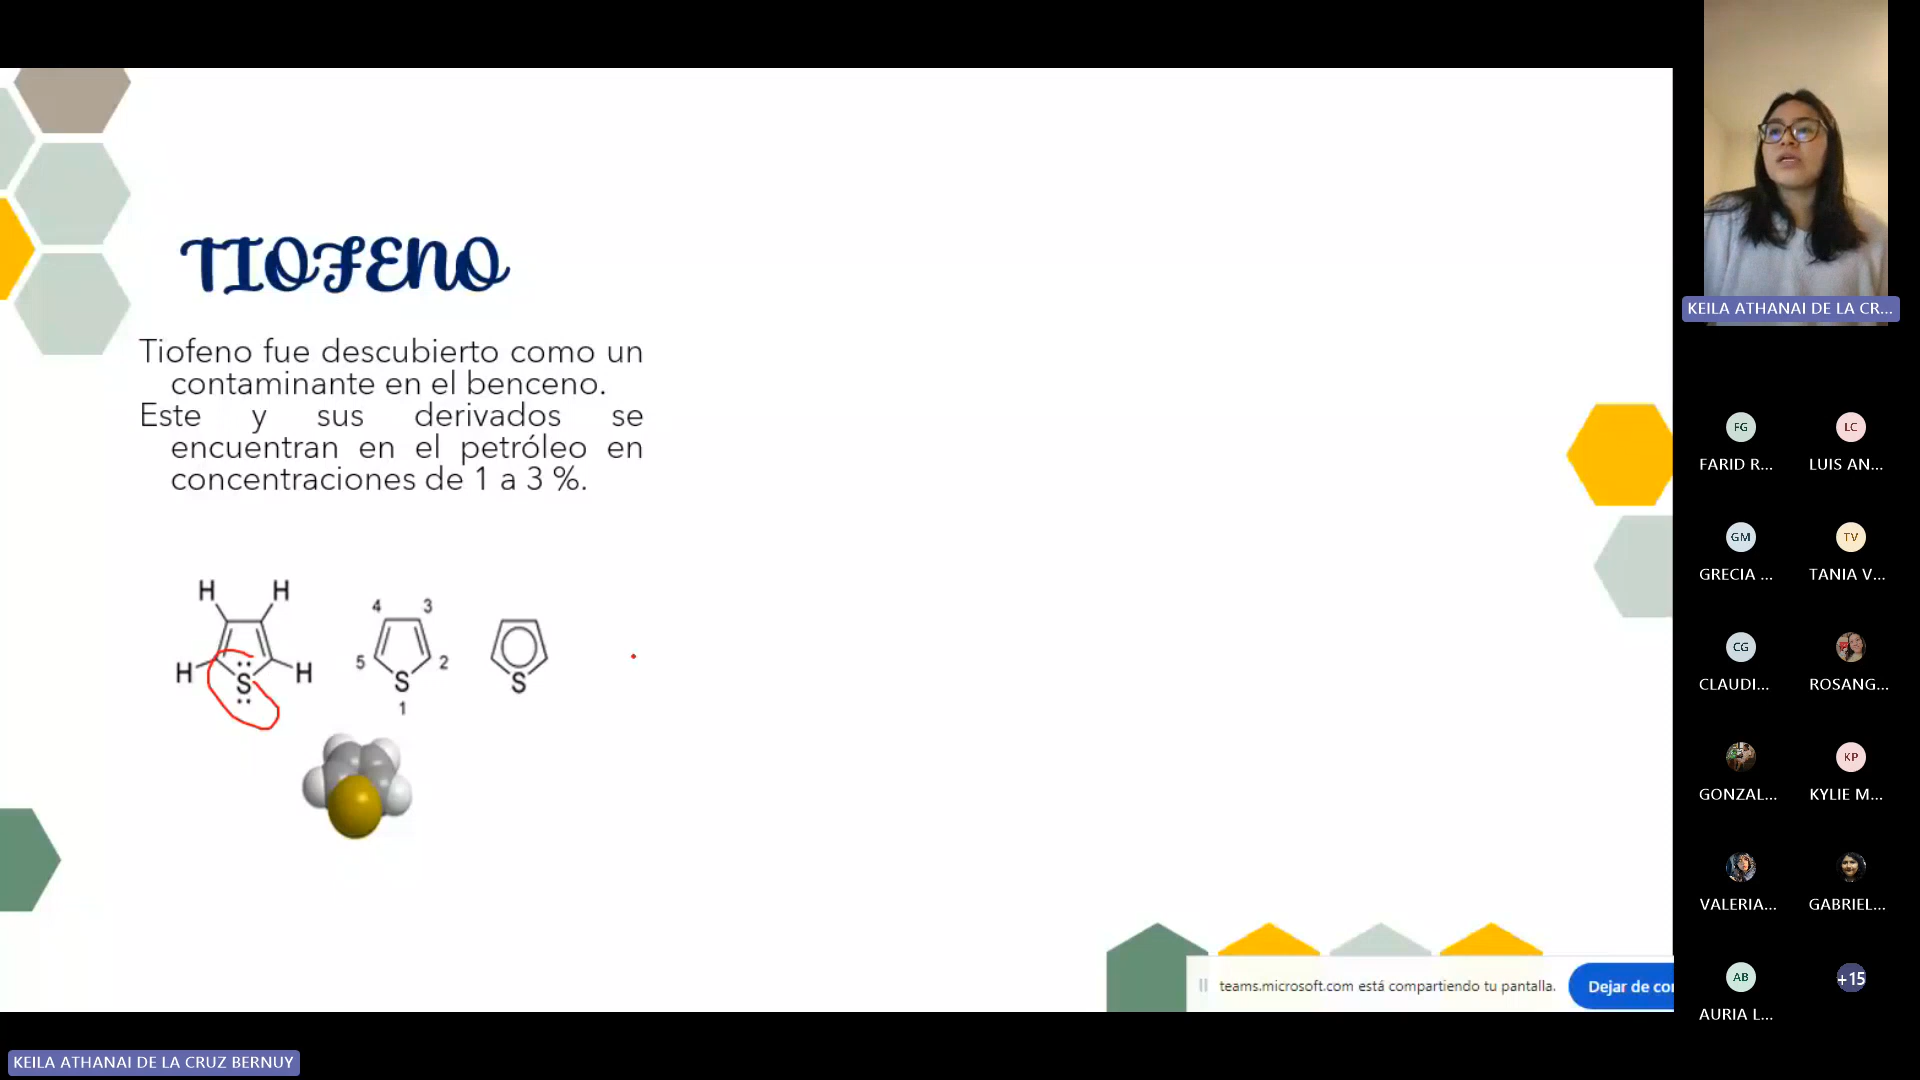 TIOFENO
Tiofeno fue descubierto como un
contaminante en el benceno.
Este y sus derivados se
encuentran en el petróleo en
concentraciones de 1 a 3 %.
H H
H S H
4 3
5 2
S
1
S
teams.microsoft.com está compartiendo tu pantalla.
Dejar de co
KEILA ATHANAI DE LA CR...
FG LC
FARID R... LUIS AN...
GM TV
GRECIA ... TANIA V...
CG
CLAUDI... ROSANG...
KP
GONZAL... KYLIE M...
VALERIA... GABRIEL...
AB +15
AURIA L...
KEILA ATHANAI DE LA CRUZ BERNUY